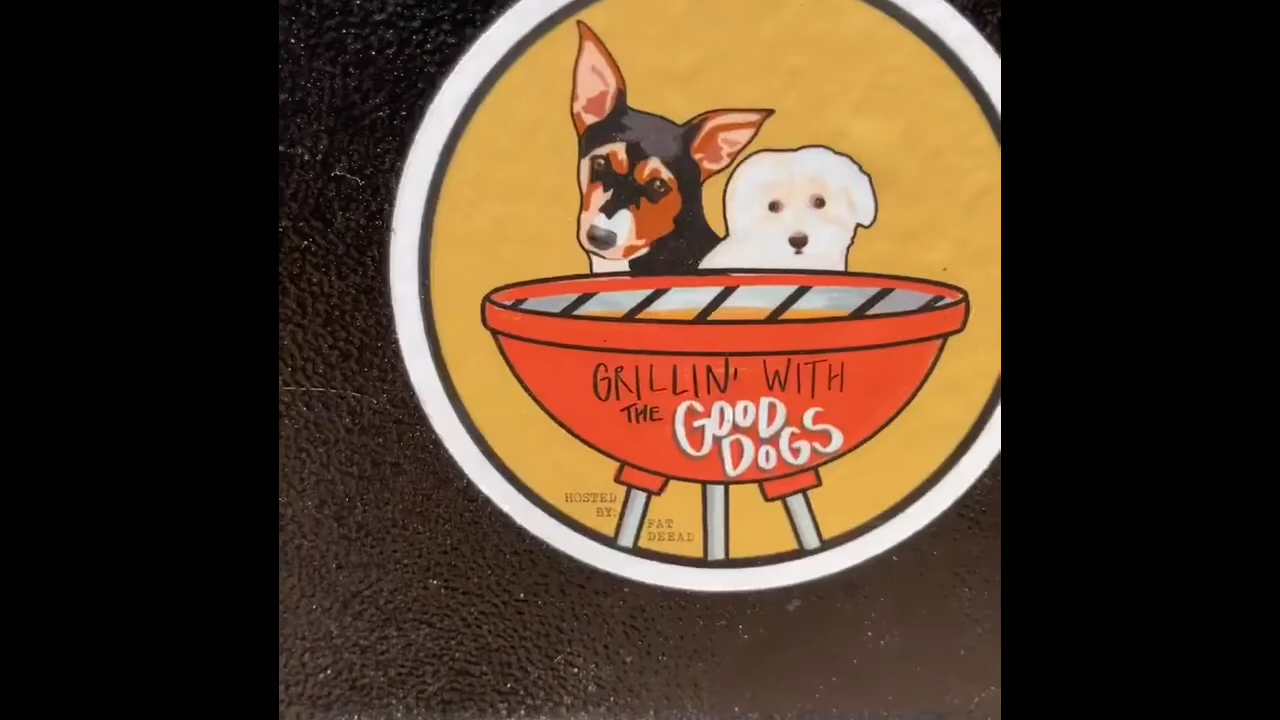 GRILLIN' WITH
THE GOOD
DOGS
HOSTED
BY:
FAT
DEEAD